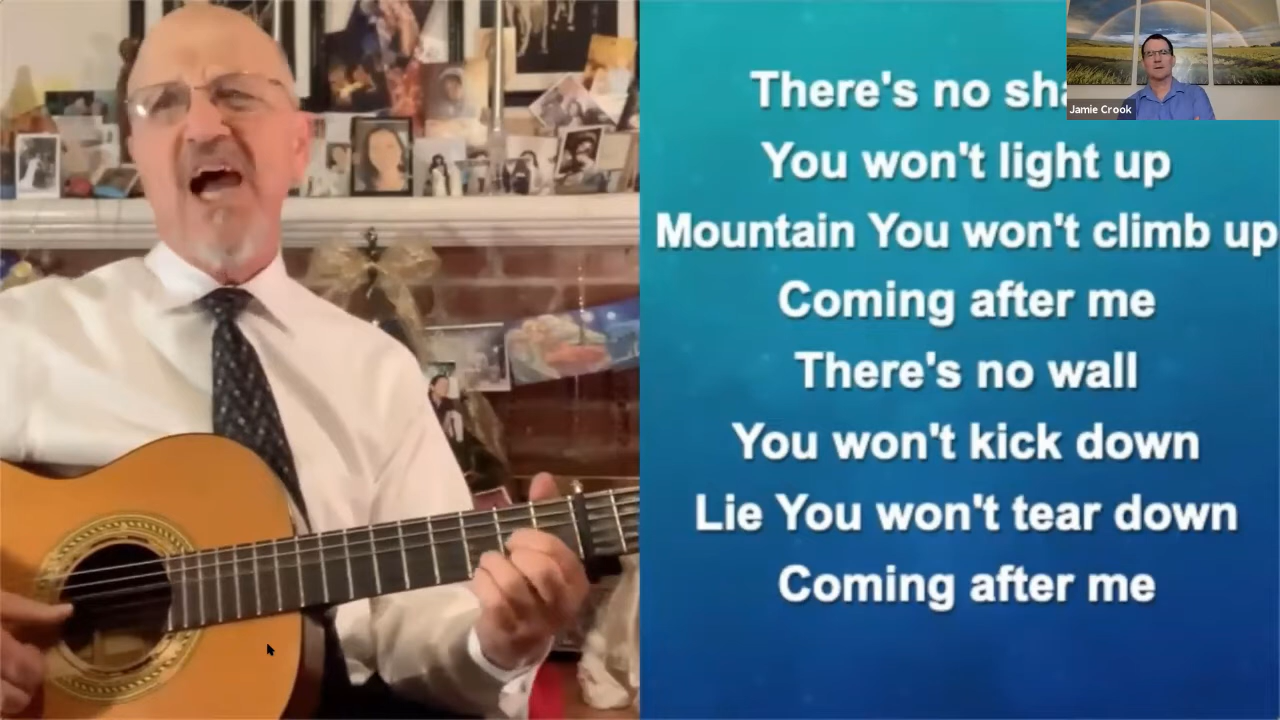 There's no sha
You won't light up
Mountain You won't climb up
Coming after me
There's no wall
You won't kick down
Lie You won't tear down
Coming after me
Jamie Crook